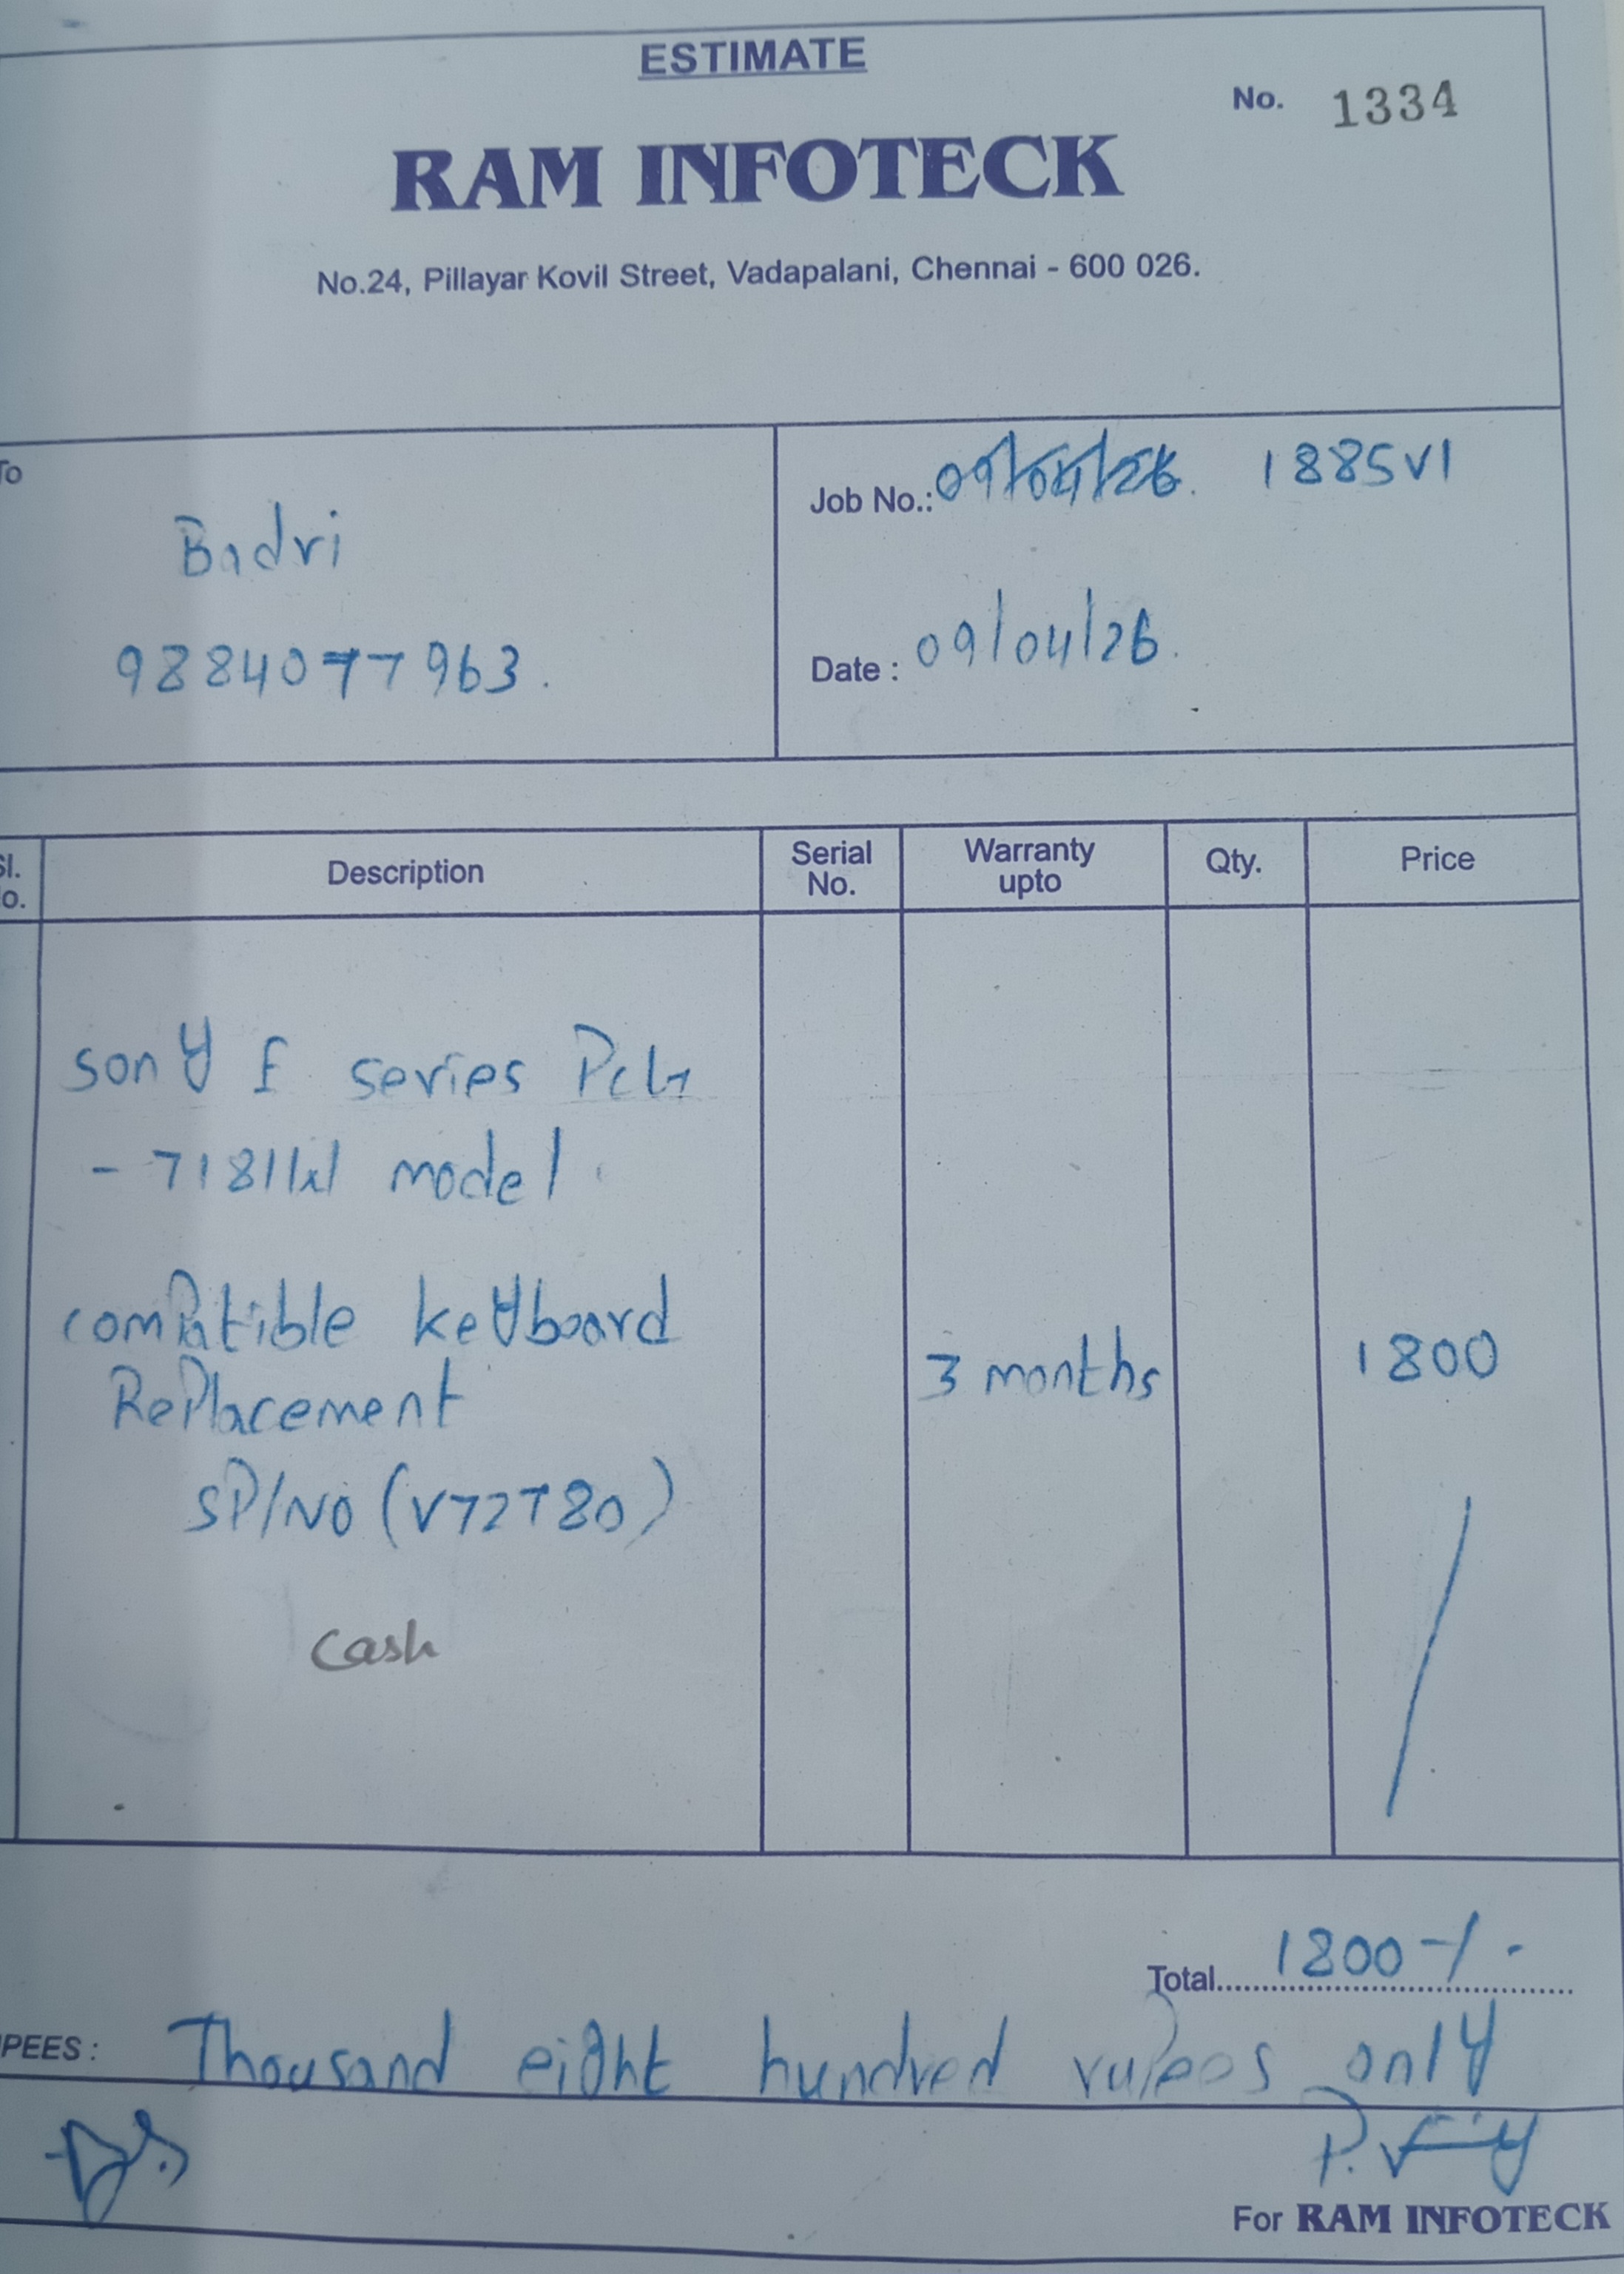 ESTIMATE
No. 1334
RAM INFOTECK
No.24, Pillayar Kovil Street, Vadapalani, Chennai - 600 026.
To
Badri
9884077963.
Job No.: 09/04/26. 1885V1
Date : 09/04/26.
Sl. No. Description Serial No. Warranty upto Qty. Price
sony E series PCG
- 71811W model.
compatible keyboard 3 months 1800
Replacement
SP/NO (V72T80)
Cash
Total 1800-/-
PEES : Thousand eight hundred rupees only
For RAM INFOTECK